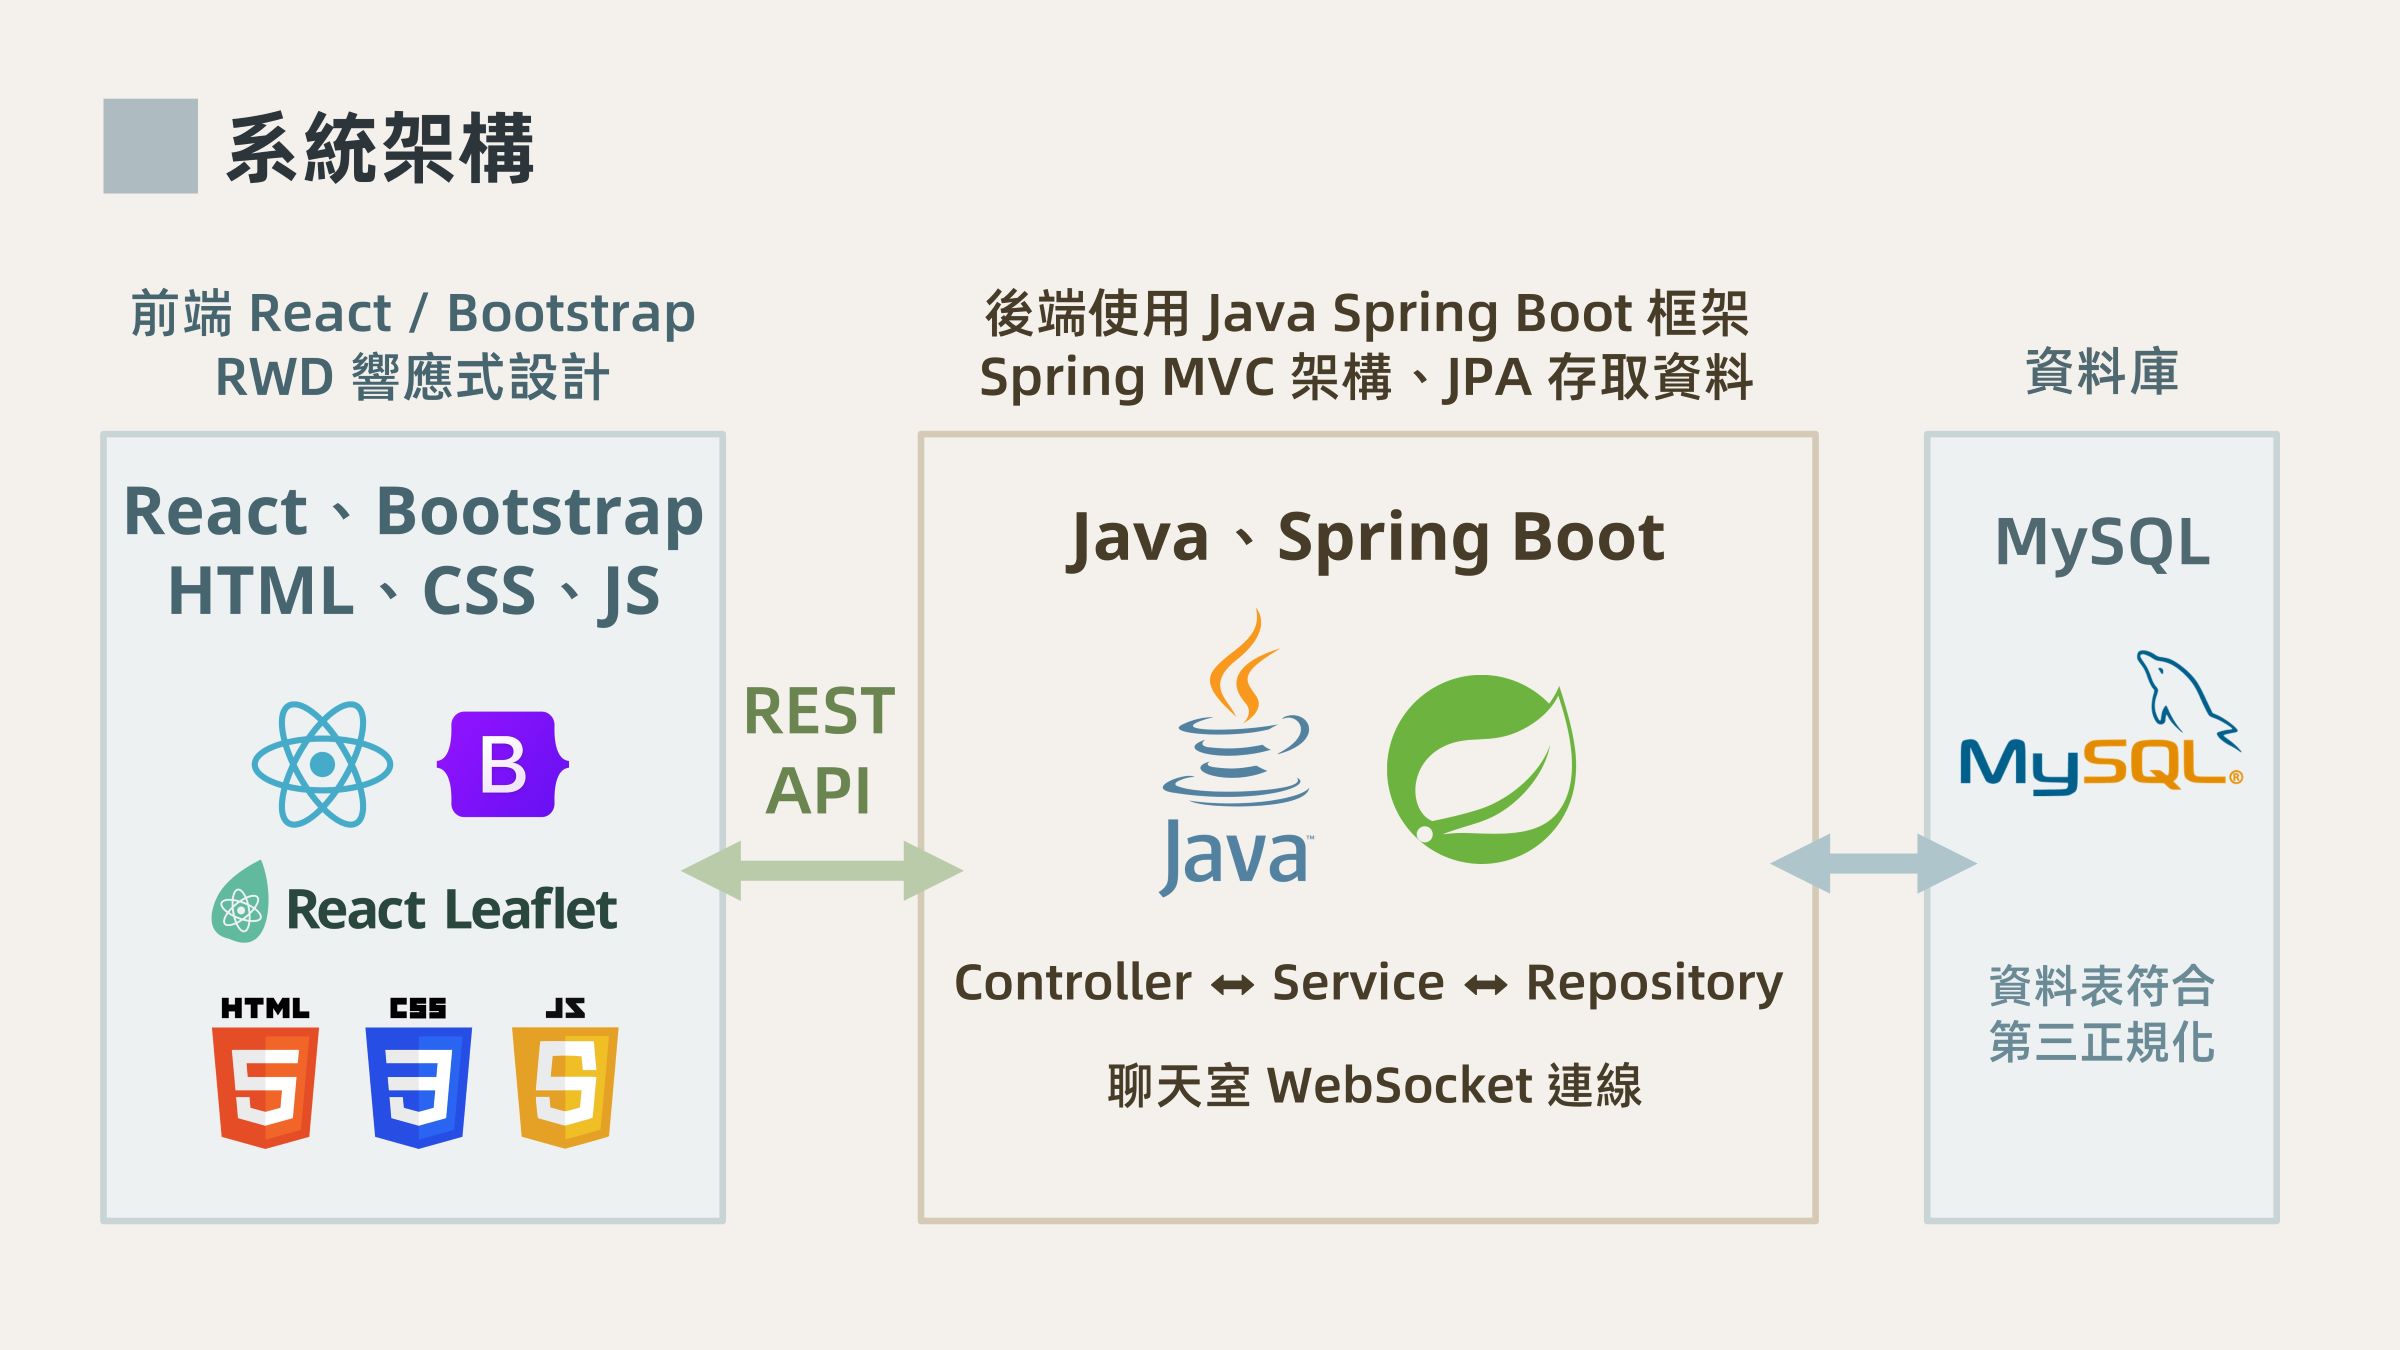 系統架構
前端 React / Bootstrap
RWD 響應式設計
React、Bootstrap
HTML、CSS、JS
B
React Leaflet
HTML
CSS
JS
REST
API
後端使用 Java Spring Boot 框架
Spring MVC 架構、JPA 存取資料
Java、Spring Boot
Java™
Controller ↔ Service ↔ Repository
聊天室 WebSocket 連線
資料庫
MySQL
MySQL®
資料表符合
第三正規化